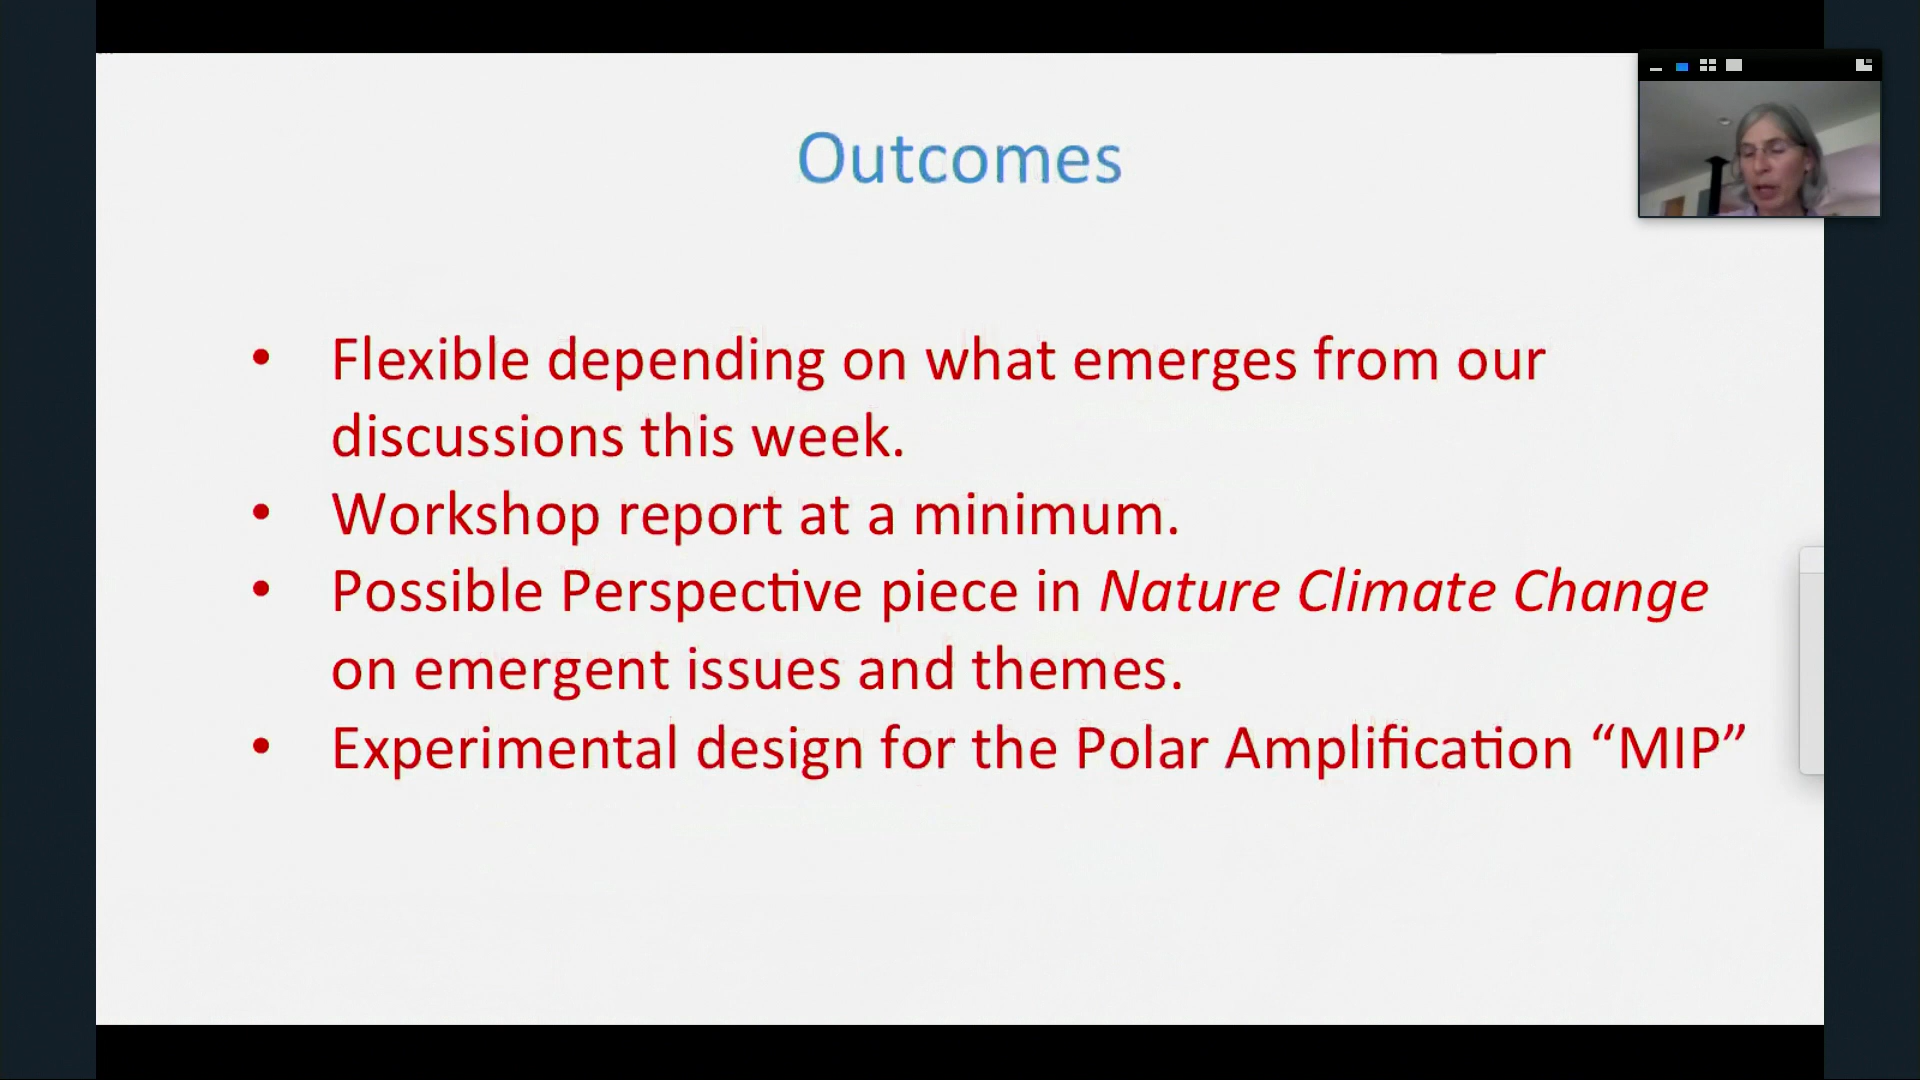 Outcomes
• Flexible depending on what emerges from our
discussions this week.
• Workshop report at a minimum.
• Possible Perspective piece in Nature Climate Change
on emergent issues and themes.
• Experimental design for the Polar Amplification “MIP”